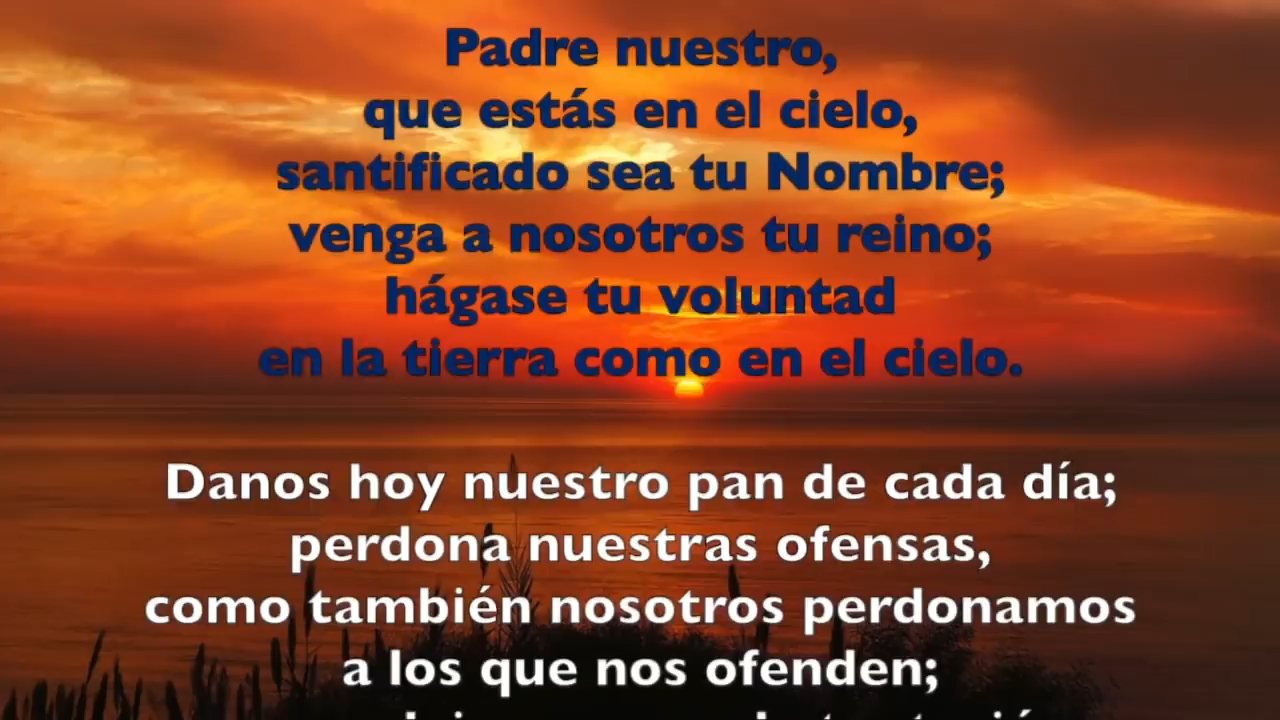 Padre nuestro,
que estás en el cielo,
santificado sea tu Nombre;
venga a nosotros tu reino;
hágase tu voluntad
en la tierra como en el cielo.
Danos hoy nuestro pan de cada día;
perdona nuestras ofensas,
como también nosotros perdonamos
a los que nos ofenden;